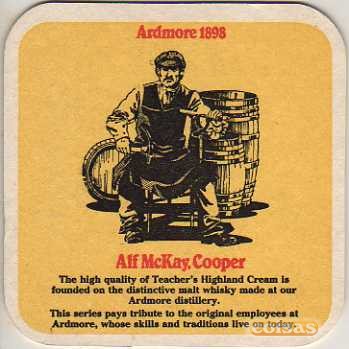 Ardmore 1898
Alf McKay, Cooper
The high quality of Teacher's Highland Cream is
founded on the distinctive malt whisky made at our
Ardmore distillery.
This series pays tribute to the original employees at
Ardmore, whose skills and traditions live on today.
coisas